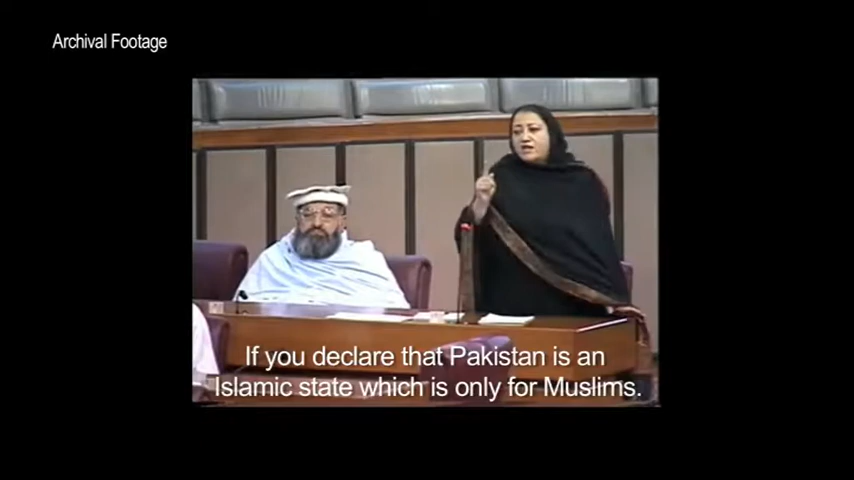 Archival Footage
If you declare that Pakistan is an
Islamic state which is only for Muslims.